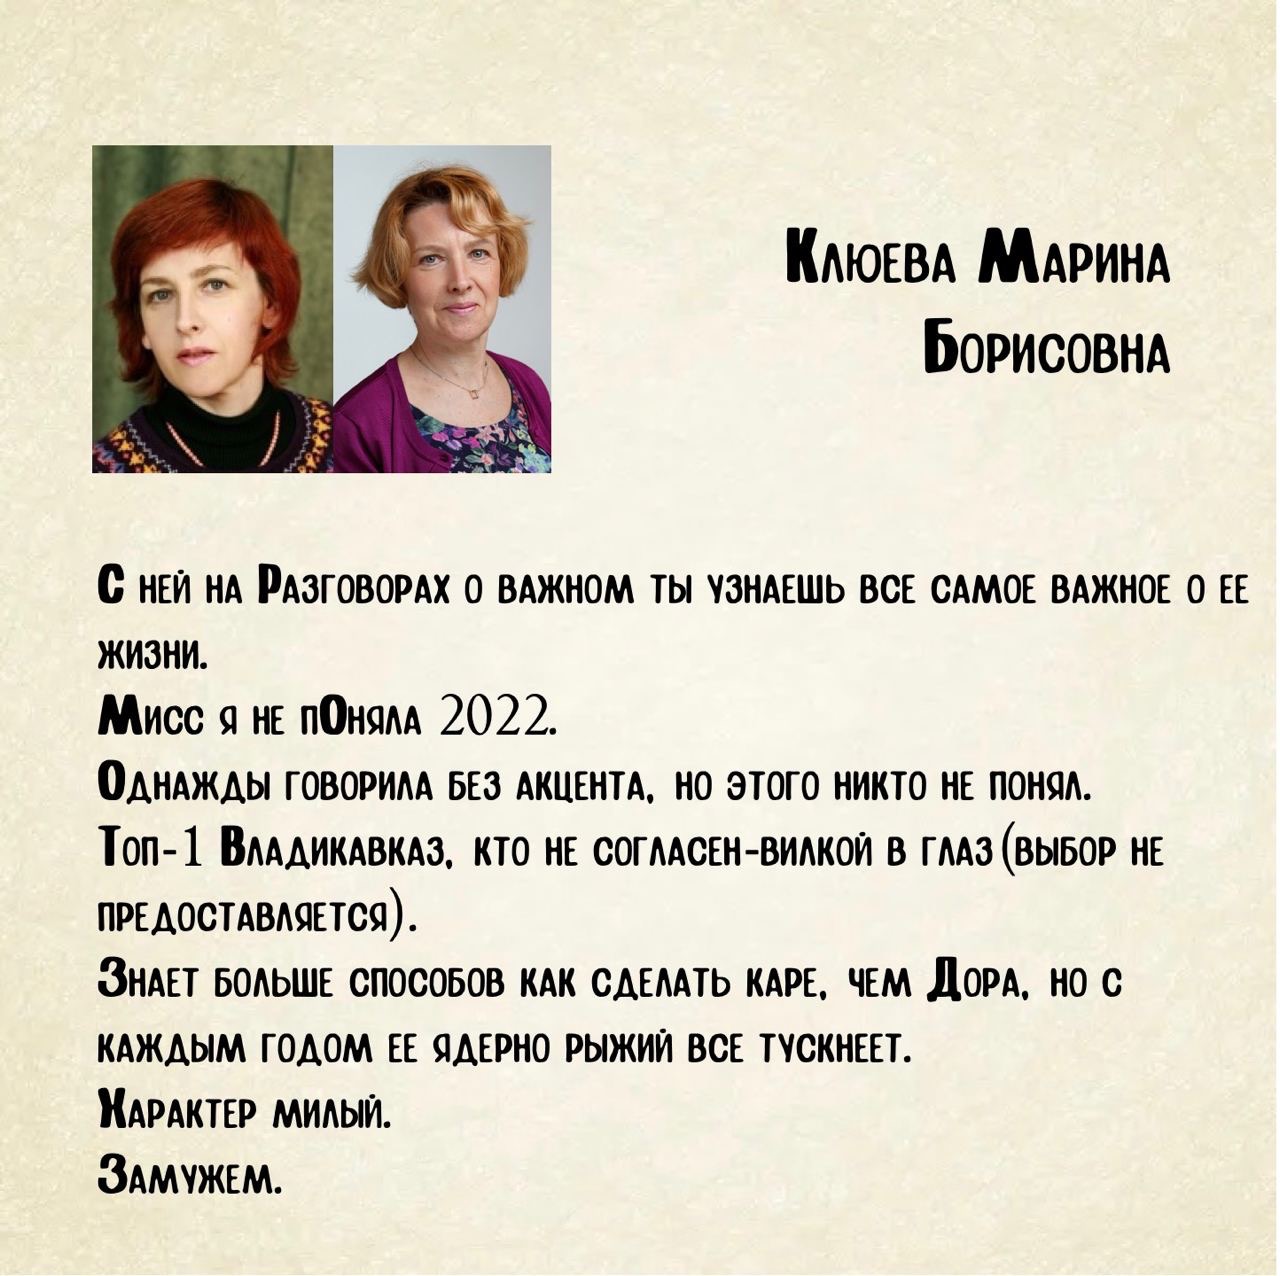 Клюева Марина
Борисовна
С ней на Разговорах о важном ты узнаешь все самое важное о ее
жизни.
Мисс я не пОняла 2022.
Однажды говорила без акцента, но этого никто не понял.
Топ-1 Владикавказ, кто не согласен-вилкой в глаз(выбор не
предоставляется).
Знает больше способов как сделать каре, чем Дора, но с
каждым годом ее ядерно рыжий все тускнеет.
Характер милый.
Замужем.